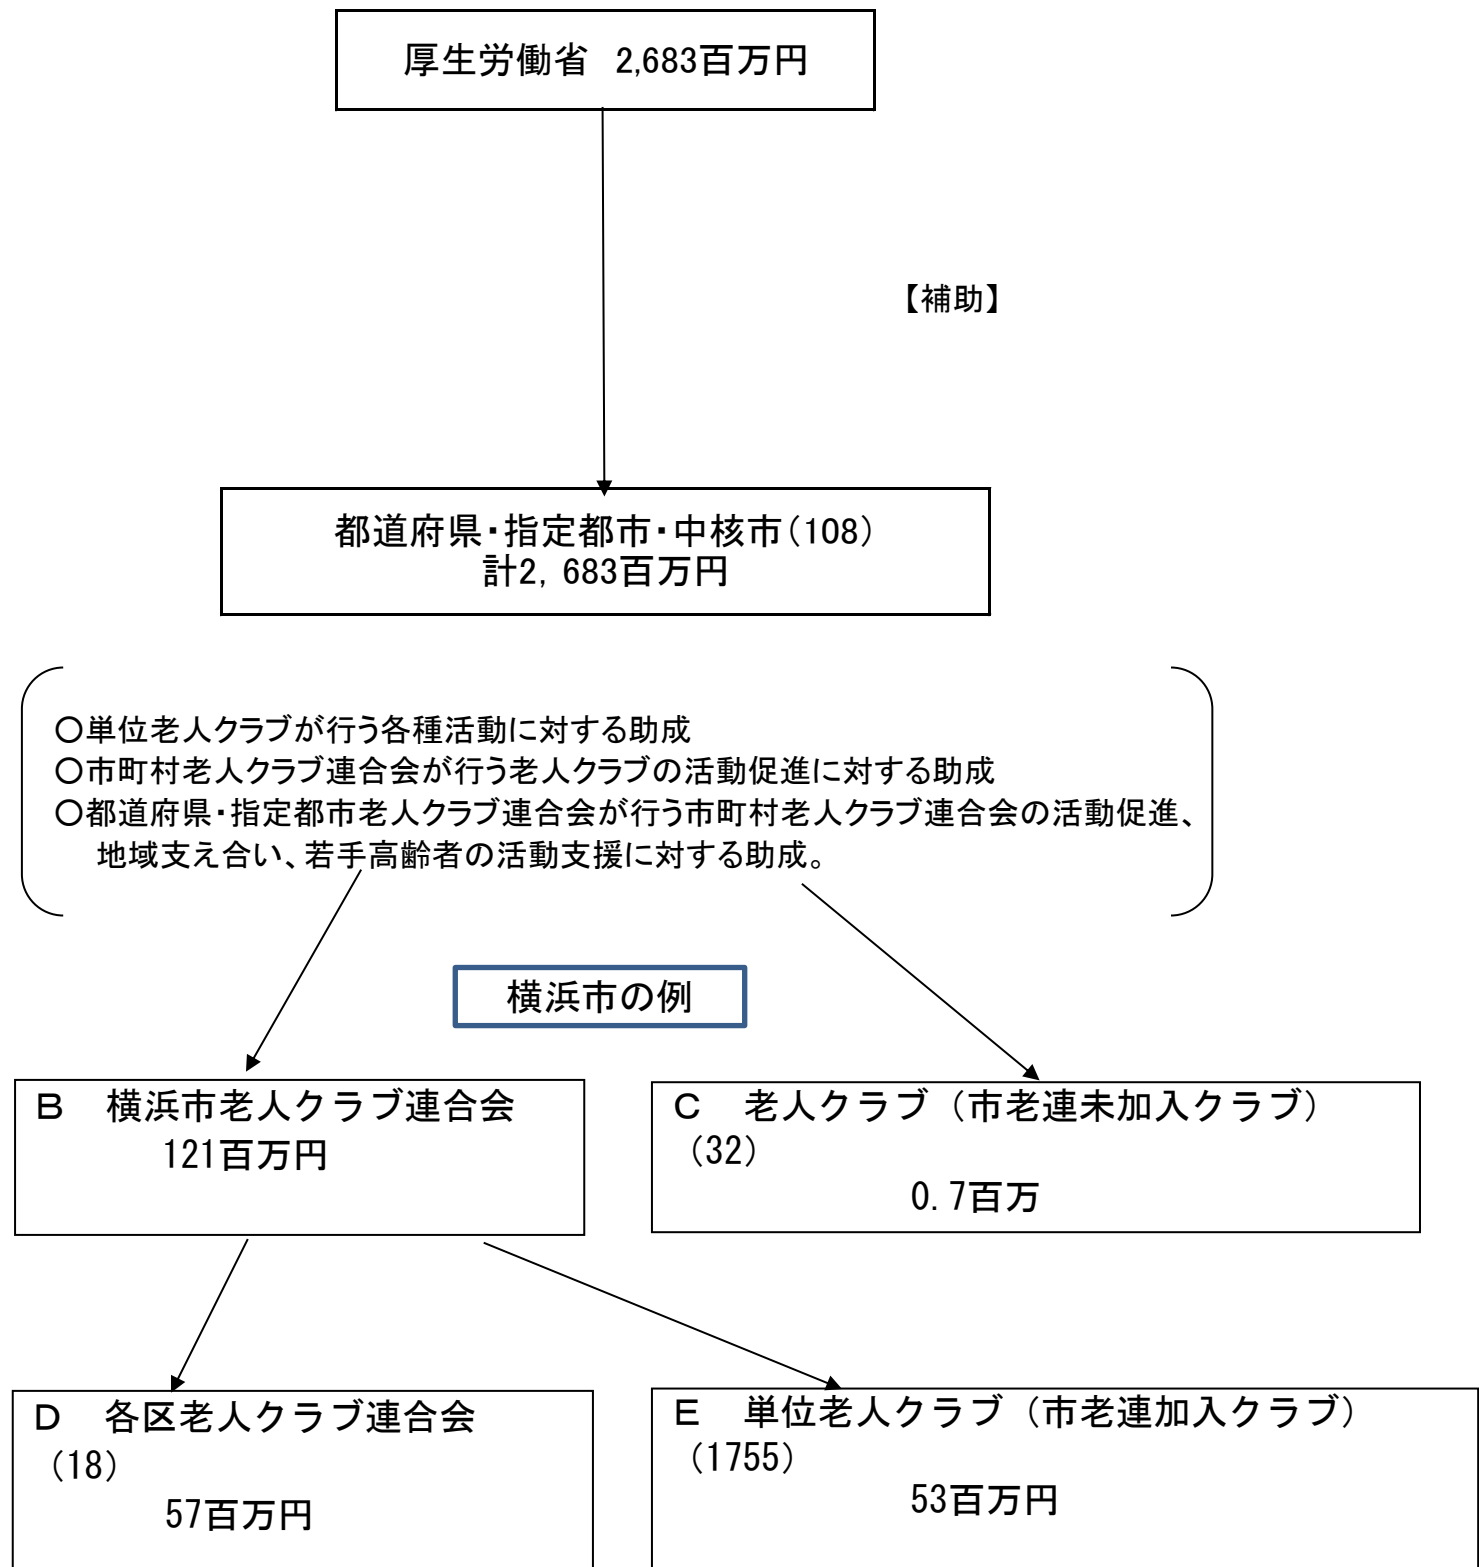 厚生労働省　2,683百万円
【補助】
都道府県・指定都市・中核市（108）
計2，683百万円
○単位老人クラブが行う各種活動に対する助成
○市町村老人クラブ連合会が行う老人クラブの活動促進に対する助成
○都道府県・指定都市老人クラブ連合会が行う市町村老人クラブ連合会の活動促進、
地域支え合い、若手高齢者の活動支援に対する助成。
横浜市の例
Ｂ　横浜市老人クラブ連合会
121百万円
Ｃ　老人クラブ（市老連未加入クラブ）
（32）
0.7百万
Ｄ　各区老人クラブ連合会
（18）
57百万円
Ｅ　単位老人クラブ（市老連加入クラブ）
（1755）
53百万円